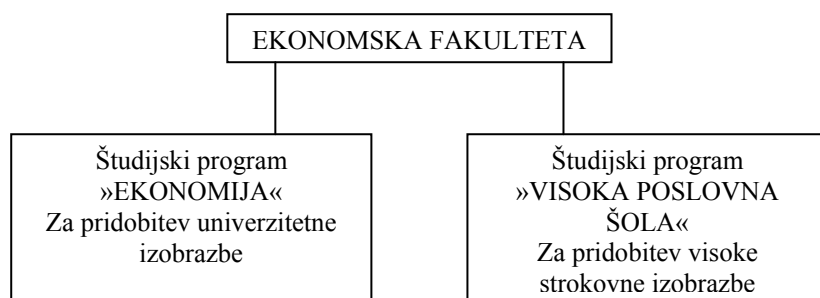 EKONOMSKA FAKULTETA
Študijski program
»EKONOMIJA«
Za pridobitev univerzitetne
izobrazbe
Študijski program
»VISOKA POSLOVNA
ŠOLA«
Za pridobitev visoke
strokovne izobrazbe